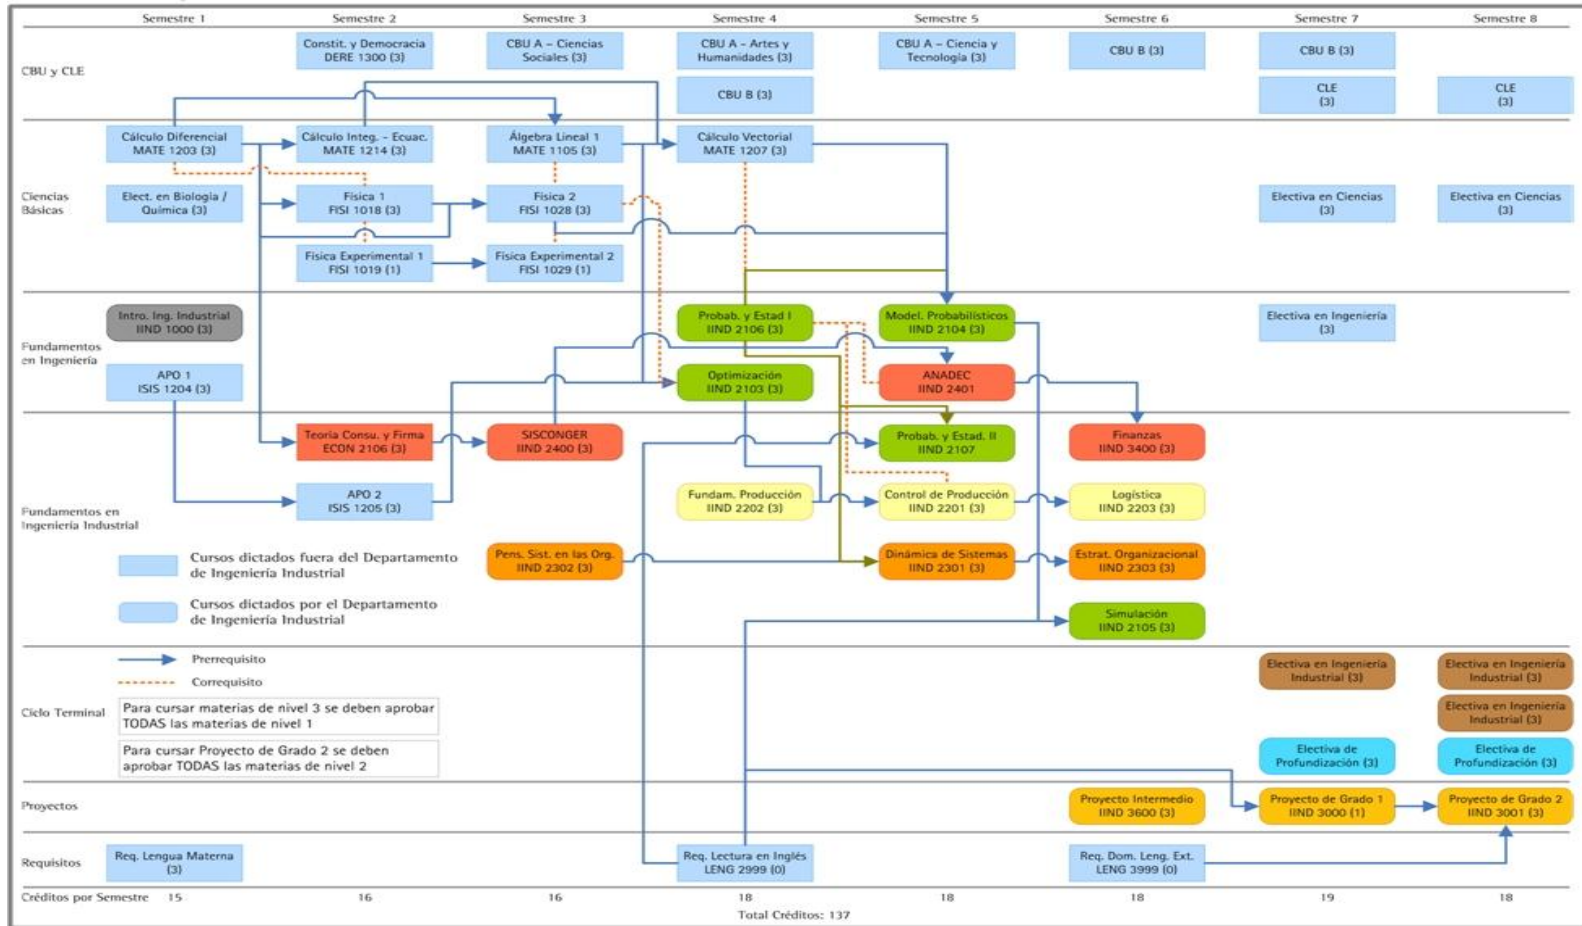 Semestre 1 Semestre 2 Semestre 3 Semestre 4 Semestre 5 Semestre 6 Semestre 7 Semestre 8
CBU y CLE
Constit. y Democracia
DERE 1300 (3)
CBU A – Ciencias
Sociales (3)
CBU A – Artes y
Humanidades (3)
CBU A – Ciencia y
Tecnología (3)
CBU B (3)
CBU B (3)
CBU B (3)
CLE
(3)
CLE
(3)
Ciencias
Básicas
Cálculo Diferencial
MATE 1203 (3)
Cálculo Integ. – Ecuac.
MATE 1214 (3)
Álgebra Lineal 1
MATE 1105 (3)
Cálculo Vectorial
MATE 1207 (3)
Elect. en Biología /
Química (3)
Física 1
FISI 1018 (3)
Física 2
FISI 1028 (3)
Electiva en Ciencias
(3)
Electiva en Ciencias
(3)
Física Experimental 1
FISI 1019 (1)
Física Experimental 2
FISI 1029 (1)
Fundamentos
en Ingeniería
Intro. Ing. Industrial
IIND 1000 (3)
Probab. y Estad I
IIND 2106 (3)
Model. Probabilísticos
IIND 2104 (3)
Electiva en Ingeniería
(3)
APO 1
ISIS 1204 (3)
Optimización
IIND 2103 (3)
ANADEC
IIND 2401
Fundamentos en
Ingeniería Industrial
Teoría Consu. y Firma
ECON 2106 (3)
SISCONGER
IIND 2400 (3)
Probab. y Estad. II
IIND 2107
Finanzas
IIND 3400 (3)
APO 2
ISIS 1205 (3)
Fundam. Producción
IIND 2202 (3)
Control de Producción
IIND 2201 (3)
Logística
IIND 2203 (3)
Pens. Sist. en las Org.
IIND 2302 (3)
Dinámica de Sistemas
IIND 2301 (3)
Estrat. Organizacional
IIND 2303 (3)
Simulación
IIND 2105 (3)
Cursos dictados fuera del Departamento
de Ingeniería Industrial
Cursos dictados por el Departamento
de Ingeniería Industrial
Prerrequisito
Correquisito
Ciclo Terminal
Para cursar materias de nivel 3 se deben aprobar
TODAS las materias de nivel 1
Para cursar Proyecto de Grado 2 se deben
aprobar TODAS las materias de nivel 2
Electiva en Ingeniería
Industrial (3)
Electiva en Ingeniería
Industrial (3)
Electiva en Ingeniería
Industrial (3)
Electiva de
Profundización (3)
Electiva de
Profundización (3)
Proyectos
Proyecto Intermedio
IIND 3600 (3)
Proyecto de Grado 1
IIND 3000 (1)
Proyecto de Grado 2
IIND 3001 (3)
Requisitos
Req. Lengua Materna
(3)
Req. Lectura en Inglés
LENG 2999 (0)
Req. Dom. Leng. Ext.
LENG 3999 (0)
Créditos por Semestre 15 16 16 18 18 18 19 18
Total Créditos: 137